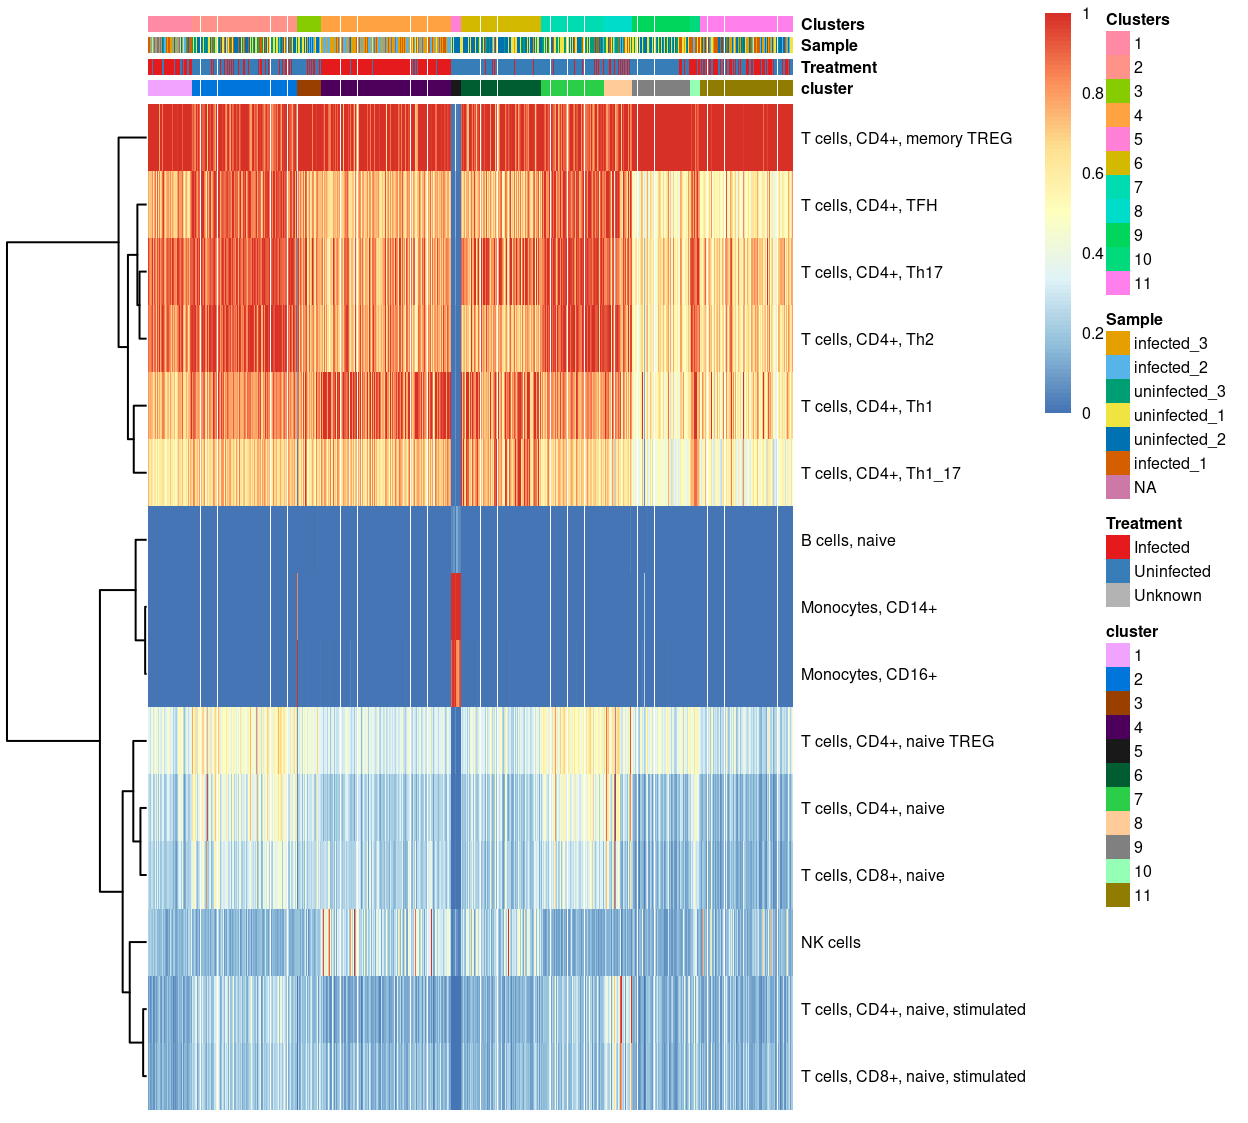 Clusters
Sample
Treatment
cluster
T cells, CD4+, memory TREG
T cells, CD4+, TFH
T cells, CD4+, Th17
T cells, CD4+, Th2
T cells, CD4+, Th1
T cells, CD4+, Th1_17
B cells, naive
Monocytes, CD14+
Monocytes, CD16+
T cells, CD4+, naive TREG
T cells, CD4+, naive
T cells, CD8+, naive
NK cells
T cells, CD4+, naive, stimulated
T cells, CD8+, naive, stimulated
1
0.8
0.6
0.4
0.2
0
Clusters
1
2
3
4
5
6
7
8
9
10
11
Sample
infected_3
infected_2
uninfected_3
uninfected_1
uninfected_2
infected_1
NA
Treatment
Infected
Uninfected
Unknown
cluster
1
2
3
4
5
6
7
8
9
10
11